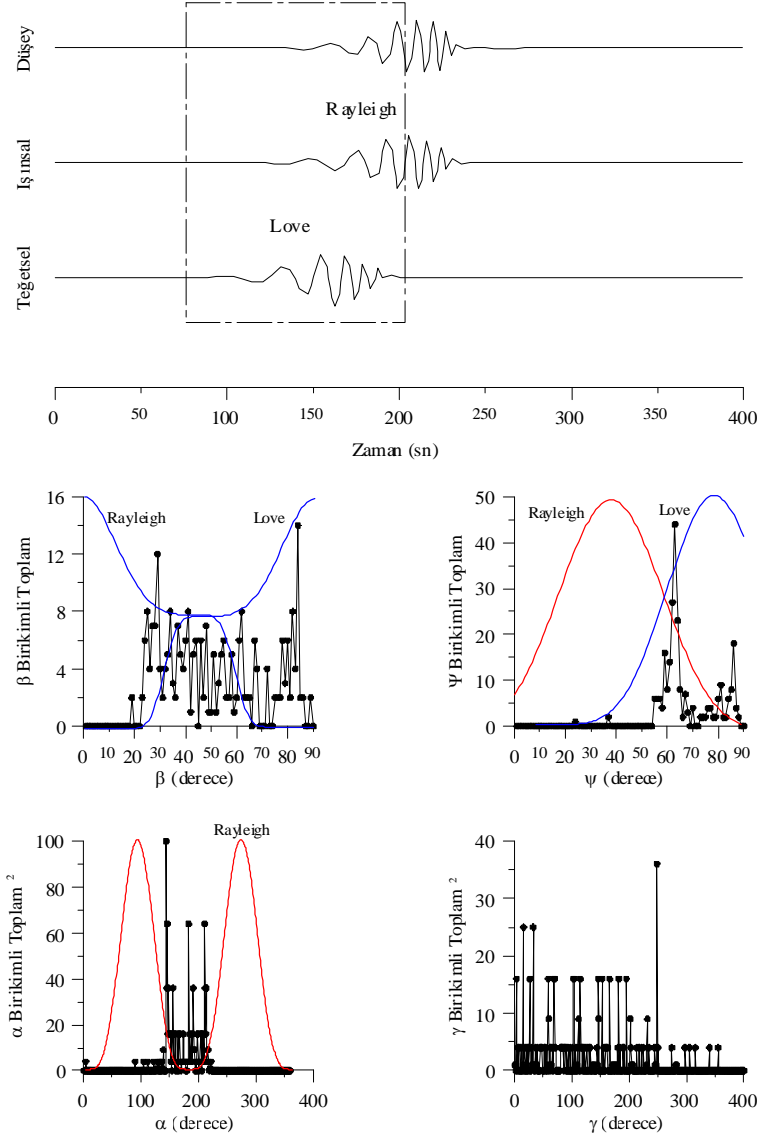 Düşey
Rayleigh
Işınsal
Love
Teğetsel
0 50 100 150 200 250 300 350 400
Zaman (sn)
16
12
8
4
0
β Birikimli Toplam
Rayleigh Love
0 10 20 30 40 50 60 70 80 90
β (derece)
50
40
30
20
10
0
Ψ Birikimli Toplam
Rayleigh Love
0 10 20 30 40 50 60 70 80 90
ψ (derece)
100
80
60
40
20
0
α Birikimli Toplam ²
Rayleigh
0 100 200 300 400
α (derece)
40
30
20
10
0
γ Birikimli Toplam ²
0 100 200 300 400
γ (derece)